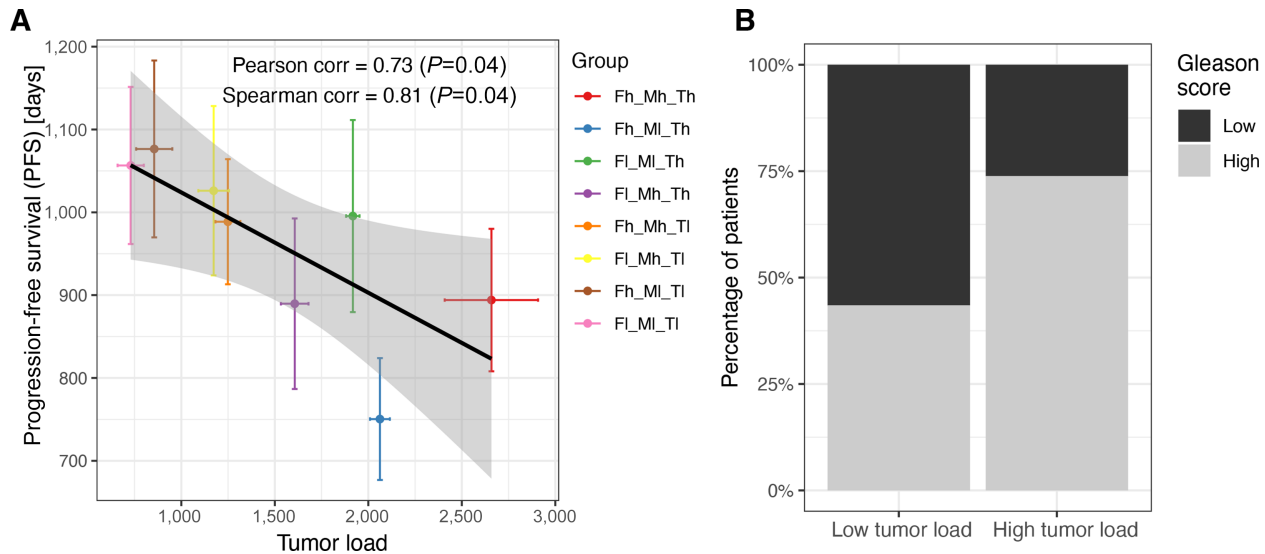 A
Progression-free survival (PFS) [days]
1,200
1,100
1,000
900
800
700
Pearson corr = 0.73 (P=0.04)
Spearman corr = 0.81 (P=0.04)
1,000
1,500
2,000
2,500
3,000
Tumor load
Group
Fh_Mh_Th
Fh_Ml_Th
Fl_Ml_Th
Fl_Mh_Th
Fh_Mh_Tl
Fl_Mh_Tl
Fh_Ml_Tl
Fl_Ml_Tl
B
Percentage of patients
100%
75%
50%
25%
0%
Low tumor load
High tumor load
Gleason
score
Low
High